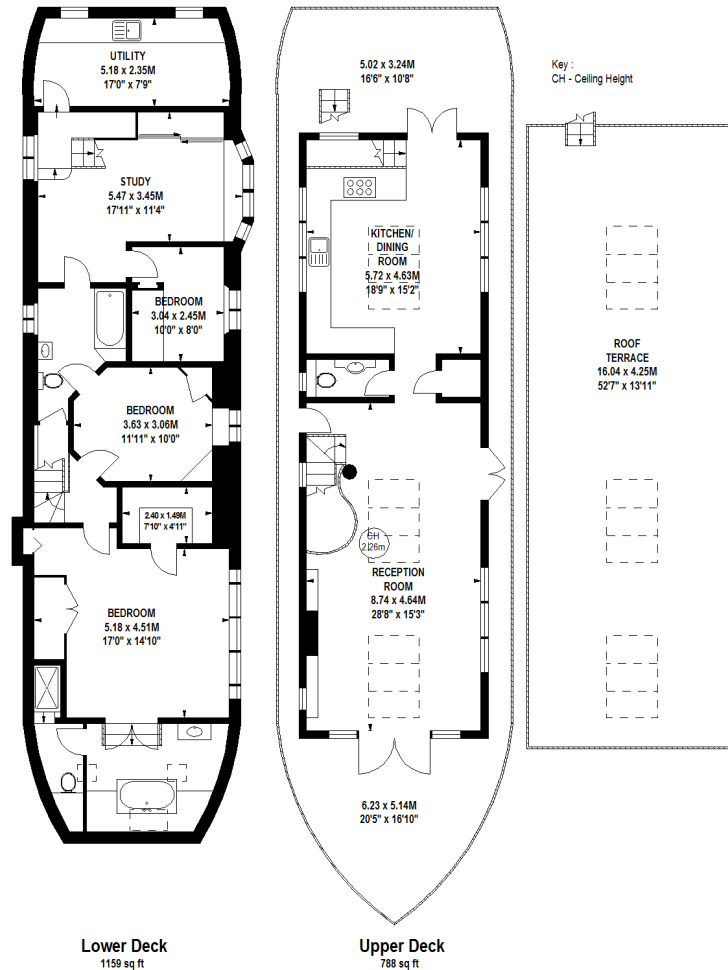 UTILITY
5.18 x 2.35M
17'0" x 7'9"
STUDY
5.47 x 3.45M
17'11" x 11'4"
BEDROOM
3.04 x 2.45M
10'0" x 8'0"
BEDROOM
3.63 x 3.06M
11'11" x 10'0"
2.40 x 1.49M
7'10" x 4'11"
BEDROOM
5.18 x 4.51M
17'0" x 14'10"
Lower Deck
1159 sq ft
5.02 x 3.24M
16'6" x 10'8"
KITCHEN/
DINING
ROOM
5.72 x 4.63M
18'9" x 15'2"
CH
2.26m
RECEPTION
ROOM
8.74 x 4.64M
28'8" x 15'3"
6.23 x 5.14M
20'5" x 16'10"
Upper Deck
788 sq ft
Key :
CH - Ceiling Height
ROOF
TERRACE
16.04 x 4.25M
52'7" x 13'11"